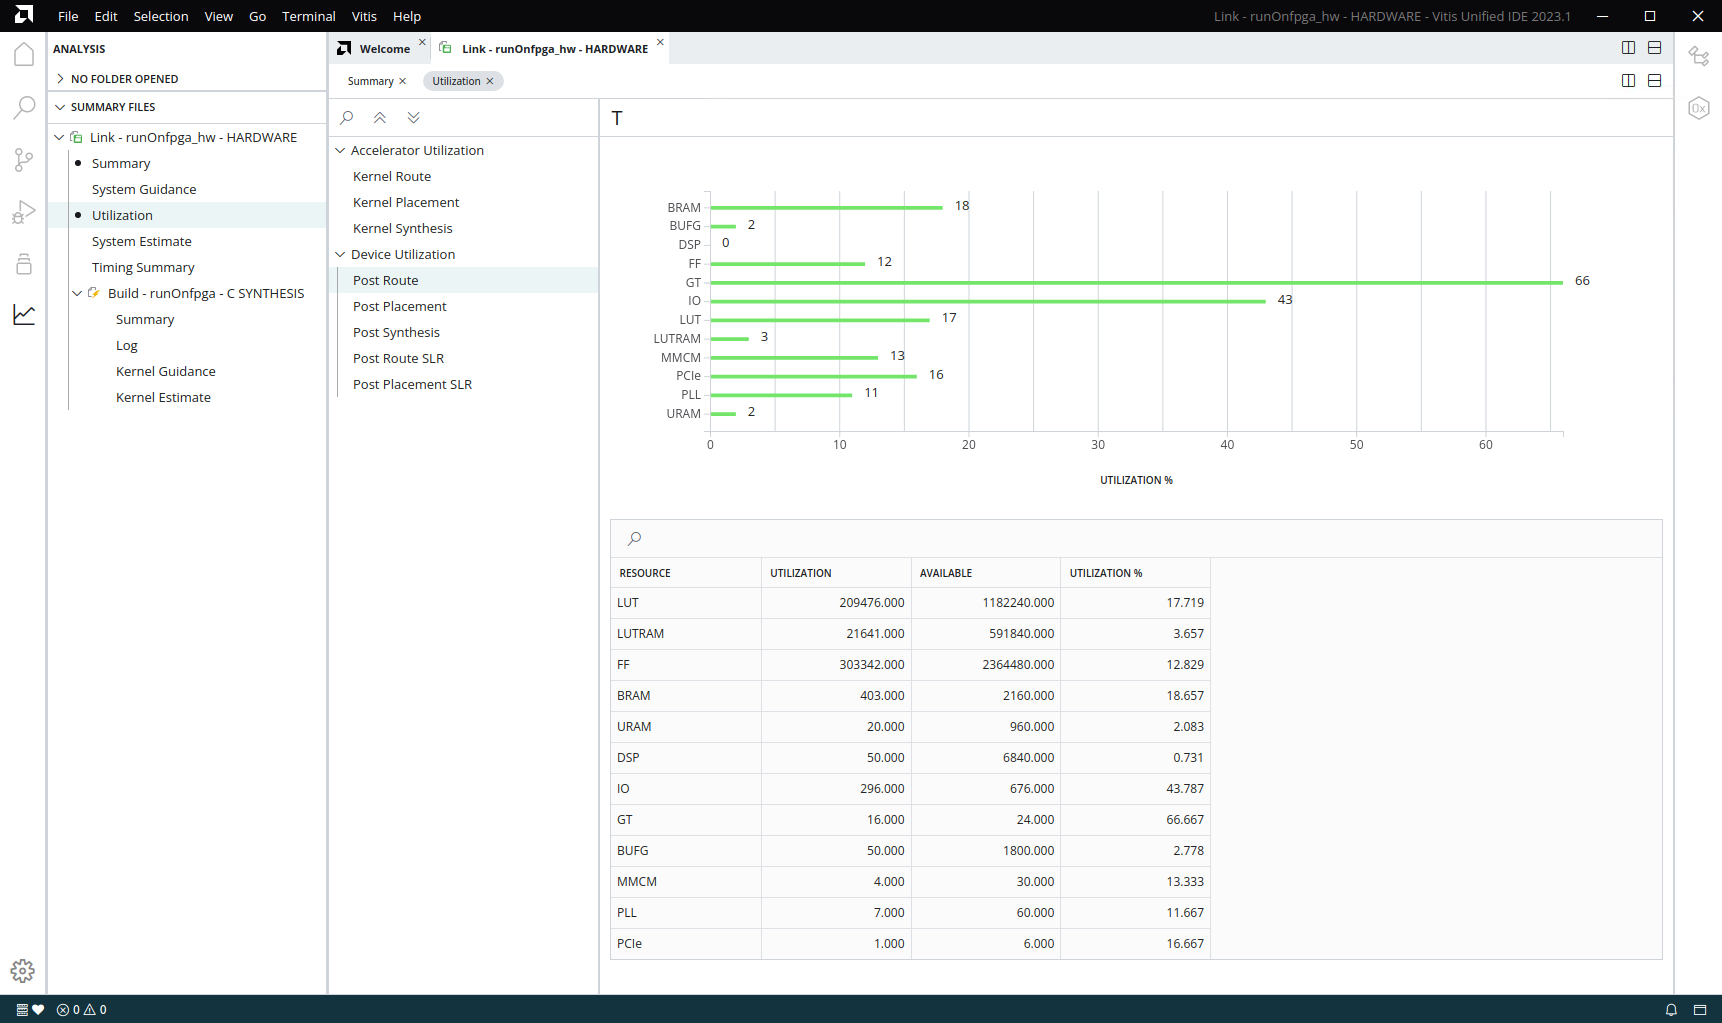 File Edit Selection View Go Terminal Vitis Help
Link - runOnfpga_hw - HARDWARE - Vitis Unified IDE 2023.1
ANALYSIS
NO FOLDER OPENED
SUMMARY FILES
Link - runOnfpga_hw - HARDWARE
Summary
System Guidance
Utilization
System Estimate
Timing Summary
Build - runOnfpga - C SYNTHESIS
Summary
Log
Kernel Guidance
Kernel Estimate
Welcome
Link - runOnfpga_hw - HARDWARE
Summary
Utilization
Accelerator Utilization
Kernel Route
Kernel Placement
Kernel Synthesis
Device Utilization
Post Route
Post Placement
Post Synthesis
Post Route SLR
Post Placement SLR
T
BRAM 18
BUFG 2
DSP 0
FF 12
GT 66
IO 43
LUT 17
LUTRAM 3
MMCM 13
PCIe 16
PLL 11
URAM 2
0 10 20 30 40 50 60
UTILIZATION %
RESOURCE UTILIZATION AVAILABLE UTILIZATION %
LUT 209476.000 1182240.000 17.719
LUTRAM 21641.000 591840.000 3.657
FF 303342.000 2364480.000 12.829
BRAM 403.000 2160.000 18.657
URAM 20.000 960.000 2.083
DSP 50.000 6840.000 0.731
IO 296.000 676.000 43.787
GT 16.000 24.000 66.667
BUFG 50.000 1800.000 2.778
MMCM 4.000 30.000 13.333
PLL 7.000 60.000 11.667
PCIe 1.000 6.000 16.667
0x
0 0